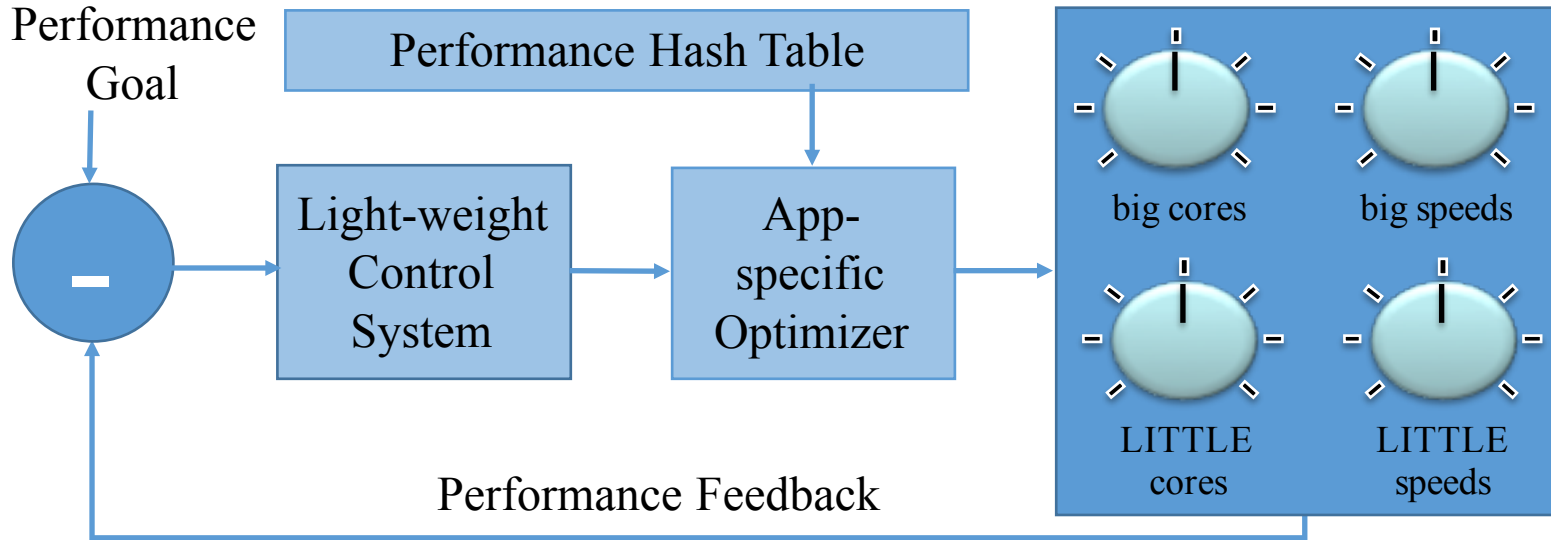 Performance
Goal
Performance Hash Table
Light-weight
Control
System
App-
specific
Optimizer
big cores
big speeds
LITTLE
cores
LITTLE
speeds
Performance Feedback